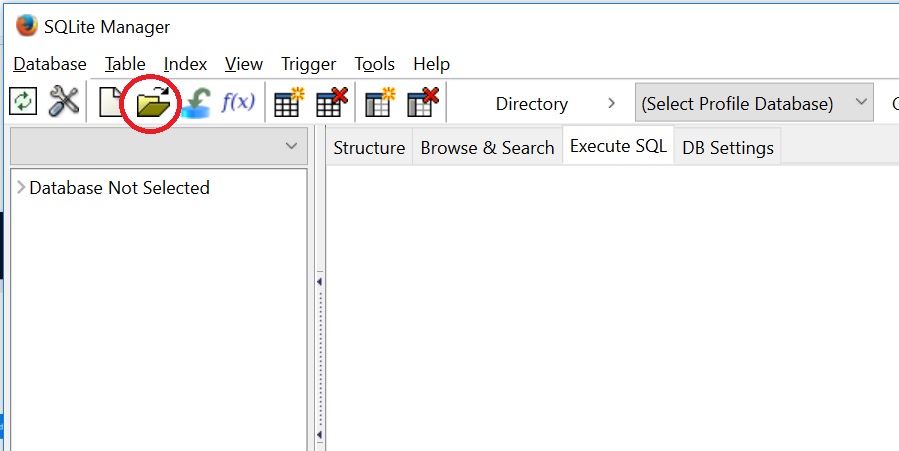 SQLite Manager
Database Table Index View Trigger Tools Help
f(x) Directory (Select Profile Database)
Structure Browse & Search Execute SQL DB Settings
Database Not Selected